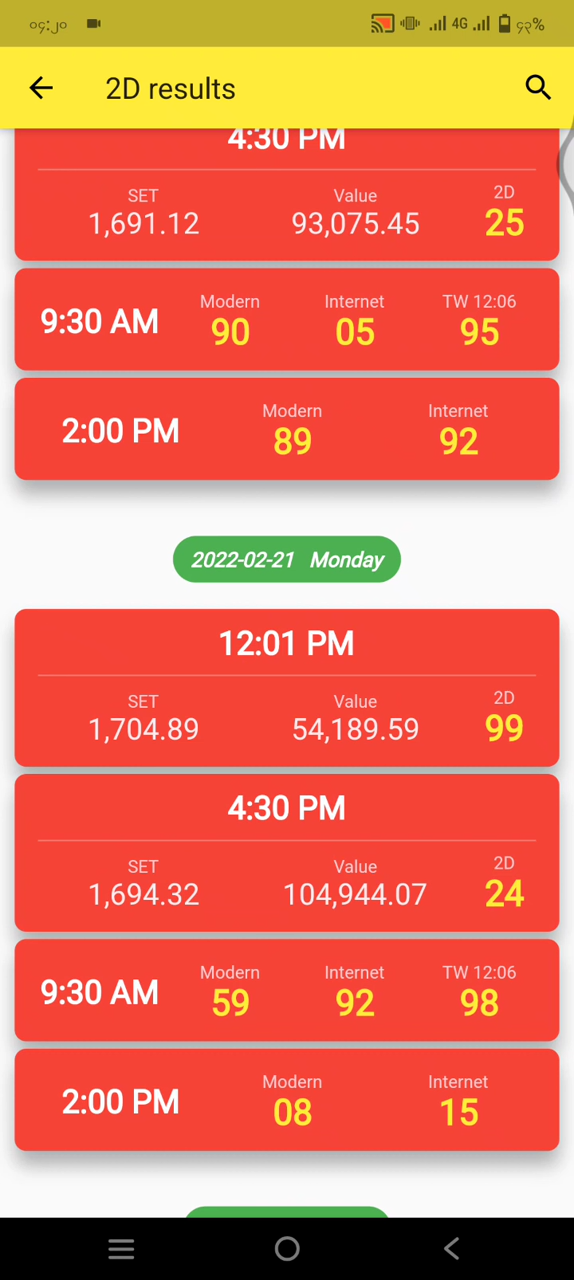 ၀၄:၂၀ 4G ၄၃%
2D results
4:30 PM
SET Value 2D
1,691.12 93,075.45 25
Modern Internet TW 12:06
9:30 AM 90 05 95
Modern Internet
2:00 PM 89 92
2022-02-21 Monday
12:01 PM
SET Value 2D
1,704.89 54,189.59 99
4:30 PM
SET Value 2D
1,694.32 104,944.07 24
Modern Internet TW 12:06
9:30 AM 59 92 98
Modern Internet
2:00 PM 08 15